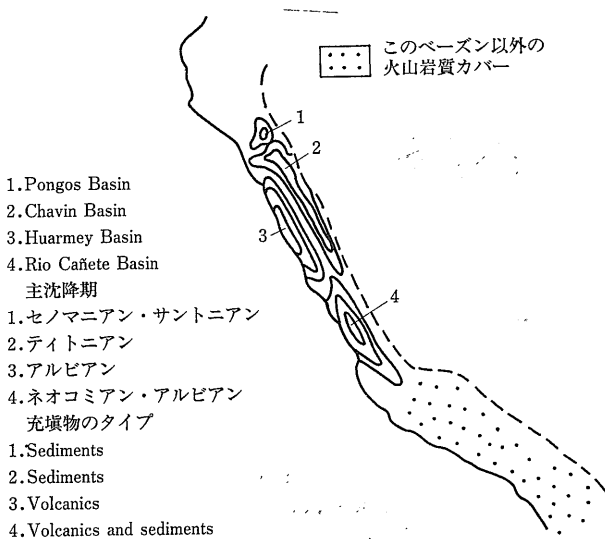 このベーズン以外の
火山岩質カバー
1
2
3
4
1.Pongos Basin
2.Chavin Basin
3.Huarmey Basin
4.Rio Cañete Basin
主沈降期
1.セノマニアン・サントニアン
2.ティトニアン
3.アルビアン
4.ネオコミアン・アルビアン
充塡物のタイプ
1.Sediments
2.Sediments
3.Volcanics
4.Volcanics and sediments